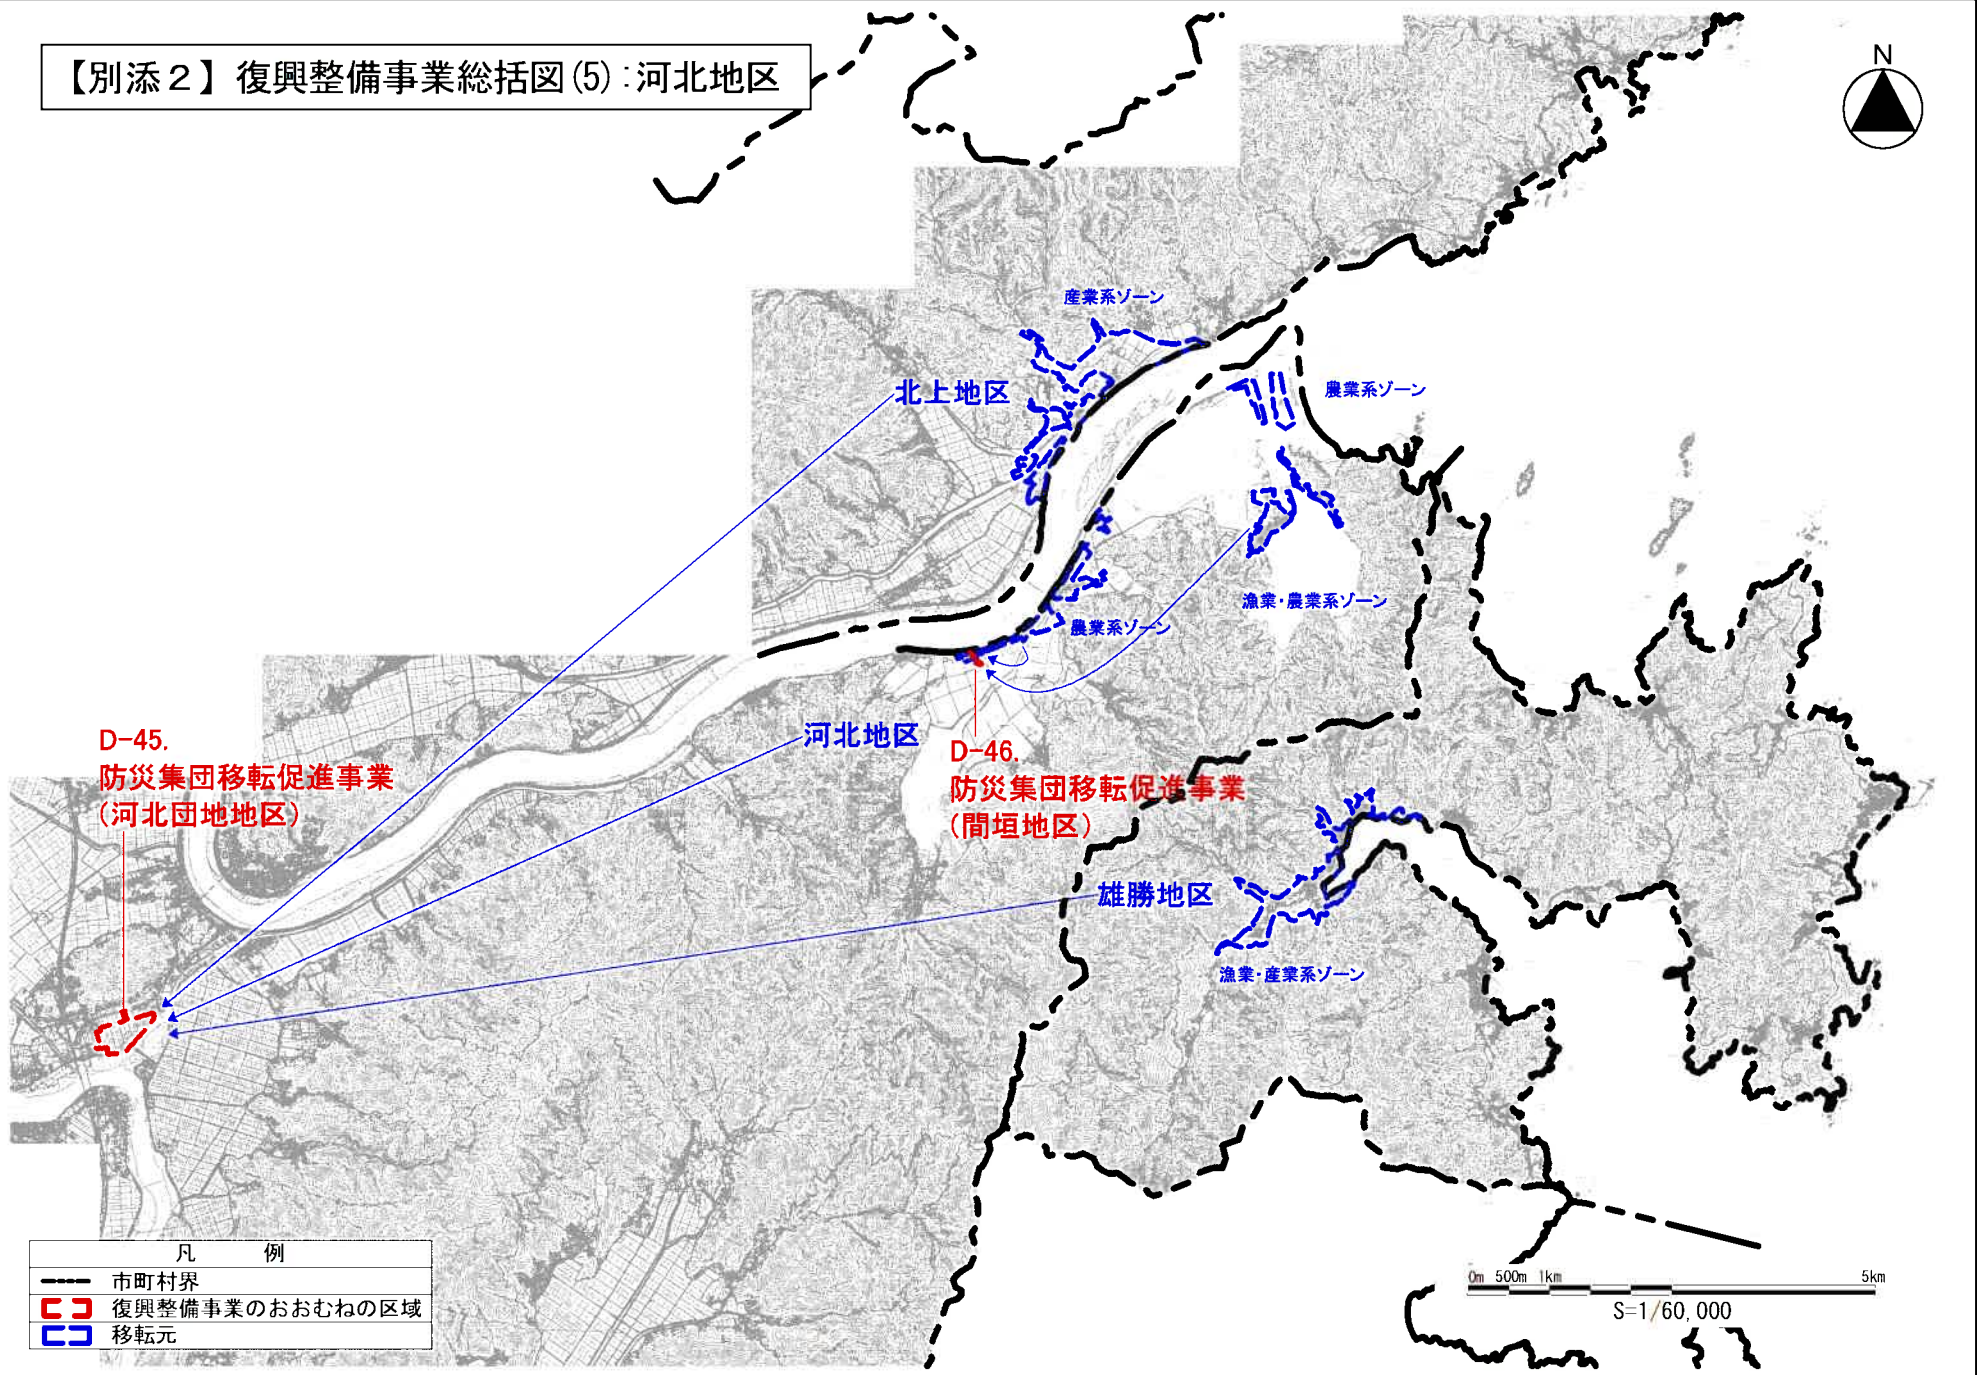 【別添２】復興整備事業総括図(5):河北地区
N
産業系ゾーン
北上地区
農業系ゾーン
漁業・農業系ゾーン
農業系ゾーン
河北地区
D-45.
防災集団移転促進事業
(河北団地地区)
D-46.
防災集団移転促進事業
(間垣地区)
雄勝地区
漁業・産業系ゾーン
凡 例
市町村界
復興整備事業のおおむねの区域
移転元
0m 500m 1km 5km
S=1/60,000